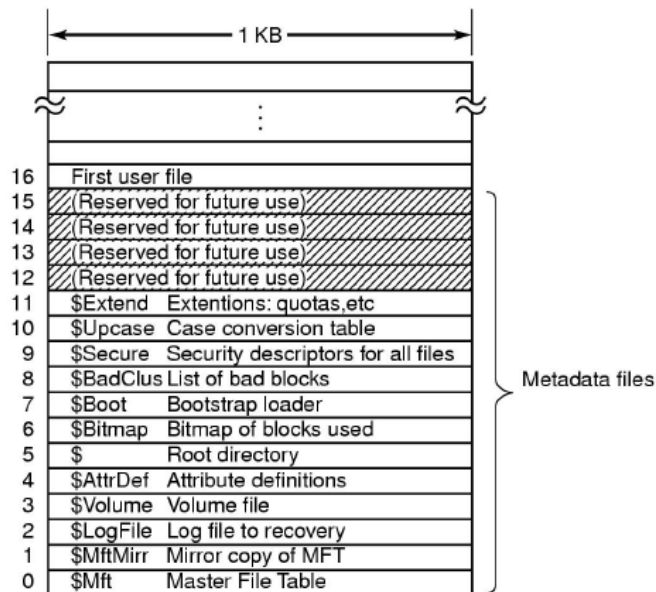 1 KB
⋮
16 First user file
15 (Reserved for future use)
14 (Reserved for future use)
13 (Reserved for future use)
12 (Reserved for future use)
11 $Extend Extentions: quotas,etc
10 $Upcase Case conversion table
9 $Secure Security descriptors for all files
8 $BadClus List of bad blocks
7 $Boot Bootstrap loader
6 $Bitmap Bitmap of blocks used
5 $ Root directory
4 $AttrDef Attribute definitions
3 $Volume Volume file
2 $LogFile Log file to recovery
1 $MftMirr Mirror copy of MFT
0 $Mft Master File Table
Metadata files